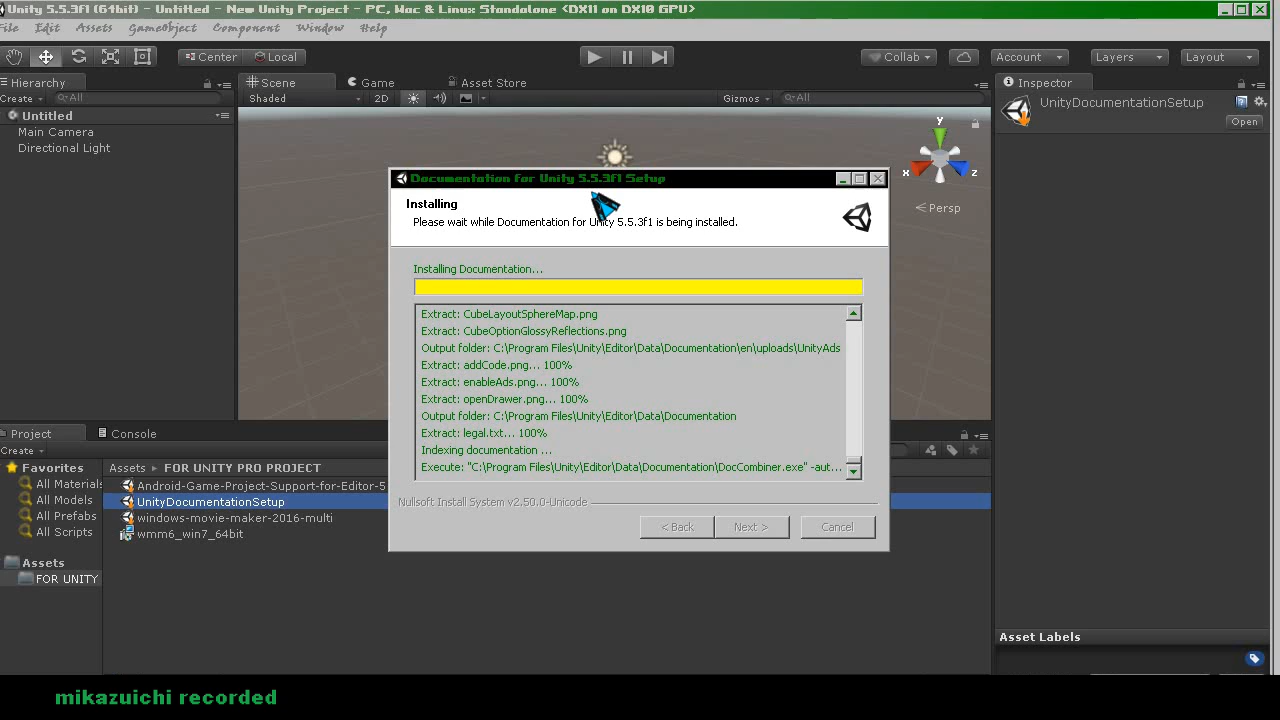 Unity 5.5.3f1 (64bit) - Untitled - New Unity Project - PC, Mac & Linux Standalone <DX11 on DX10 GPU>
File Edit Assets GameObject Component Window Help
Center Local Collab Account Layers Layout
Hierarchy Scene Game Asset Store Inspector
Create All Shaded 2D Gizmos All
UnityDocumentationSetup
Open
Untitled
Main Camera
Directional Light
y
x z
Persp
Documentation for Unity 5.5.3f1 Setup
Installing
Please wait while Documentation for Unity 5.5.3f1 is being installed.
Installing Documentation...
Extract: CubeLayoutSphereMap.png
Extract: CubeOptionGlossyReflections.png
Output folder: C:\Program Files\Unity\Editor\Data\Documentation\en\uploads\UnityAds
Extract: addCode.png... 100%
Extract: enableAds.png... 100%
Extract: openDrawer.png... 100%
Output folder: C:\Program Files\Unity\Editor\Data\Documentation
Extract: legal.txt... 100%
Indexing documentation ...
Execute: "C:\Program Files\Unity\Editor\Data\Documentation\DocCombiner.exe" -aut...
Nullsoft Install System v2.50.0-Unicode
< Back Next > Cancel
Project Console
Create
Favorites
All Materials
All Models
All Prefabs
All Scripts
Assets
FOR UNITY
Assets FOR UNITY PRO PROJECT
Android-Game-Project-Support-for-Editor-5
UnityDocumentationSetup
windows-movie-maker-2016-multi
wmm6_win7_64bit
Asset Labels
mikazuichi recorded